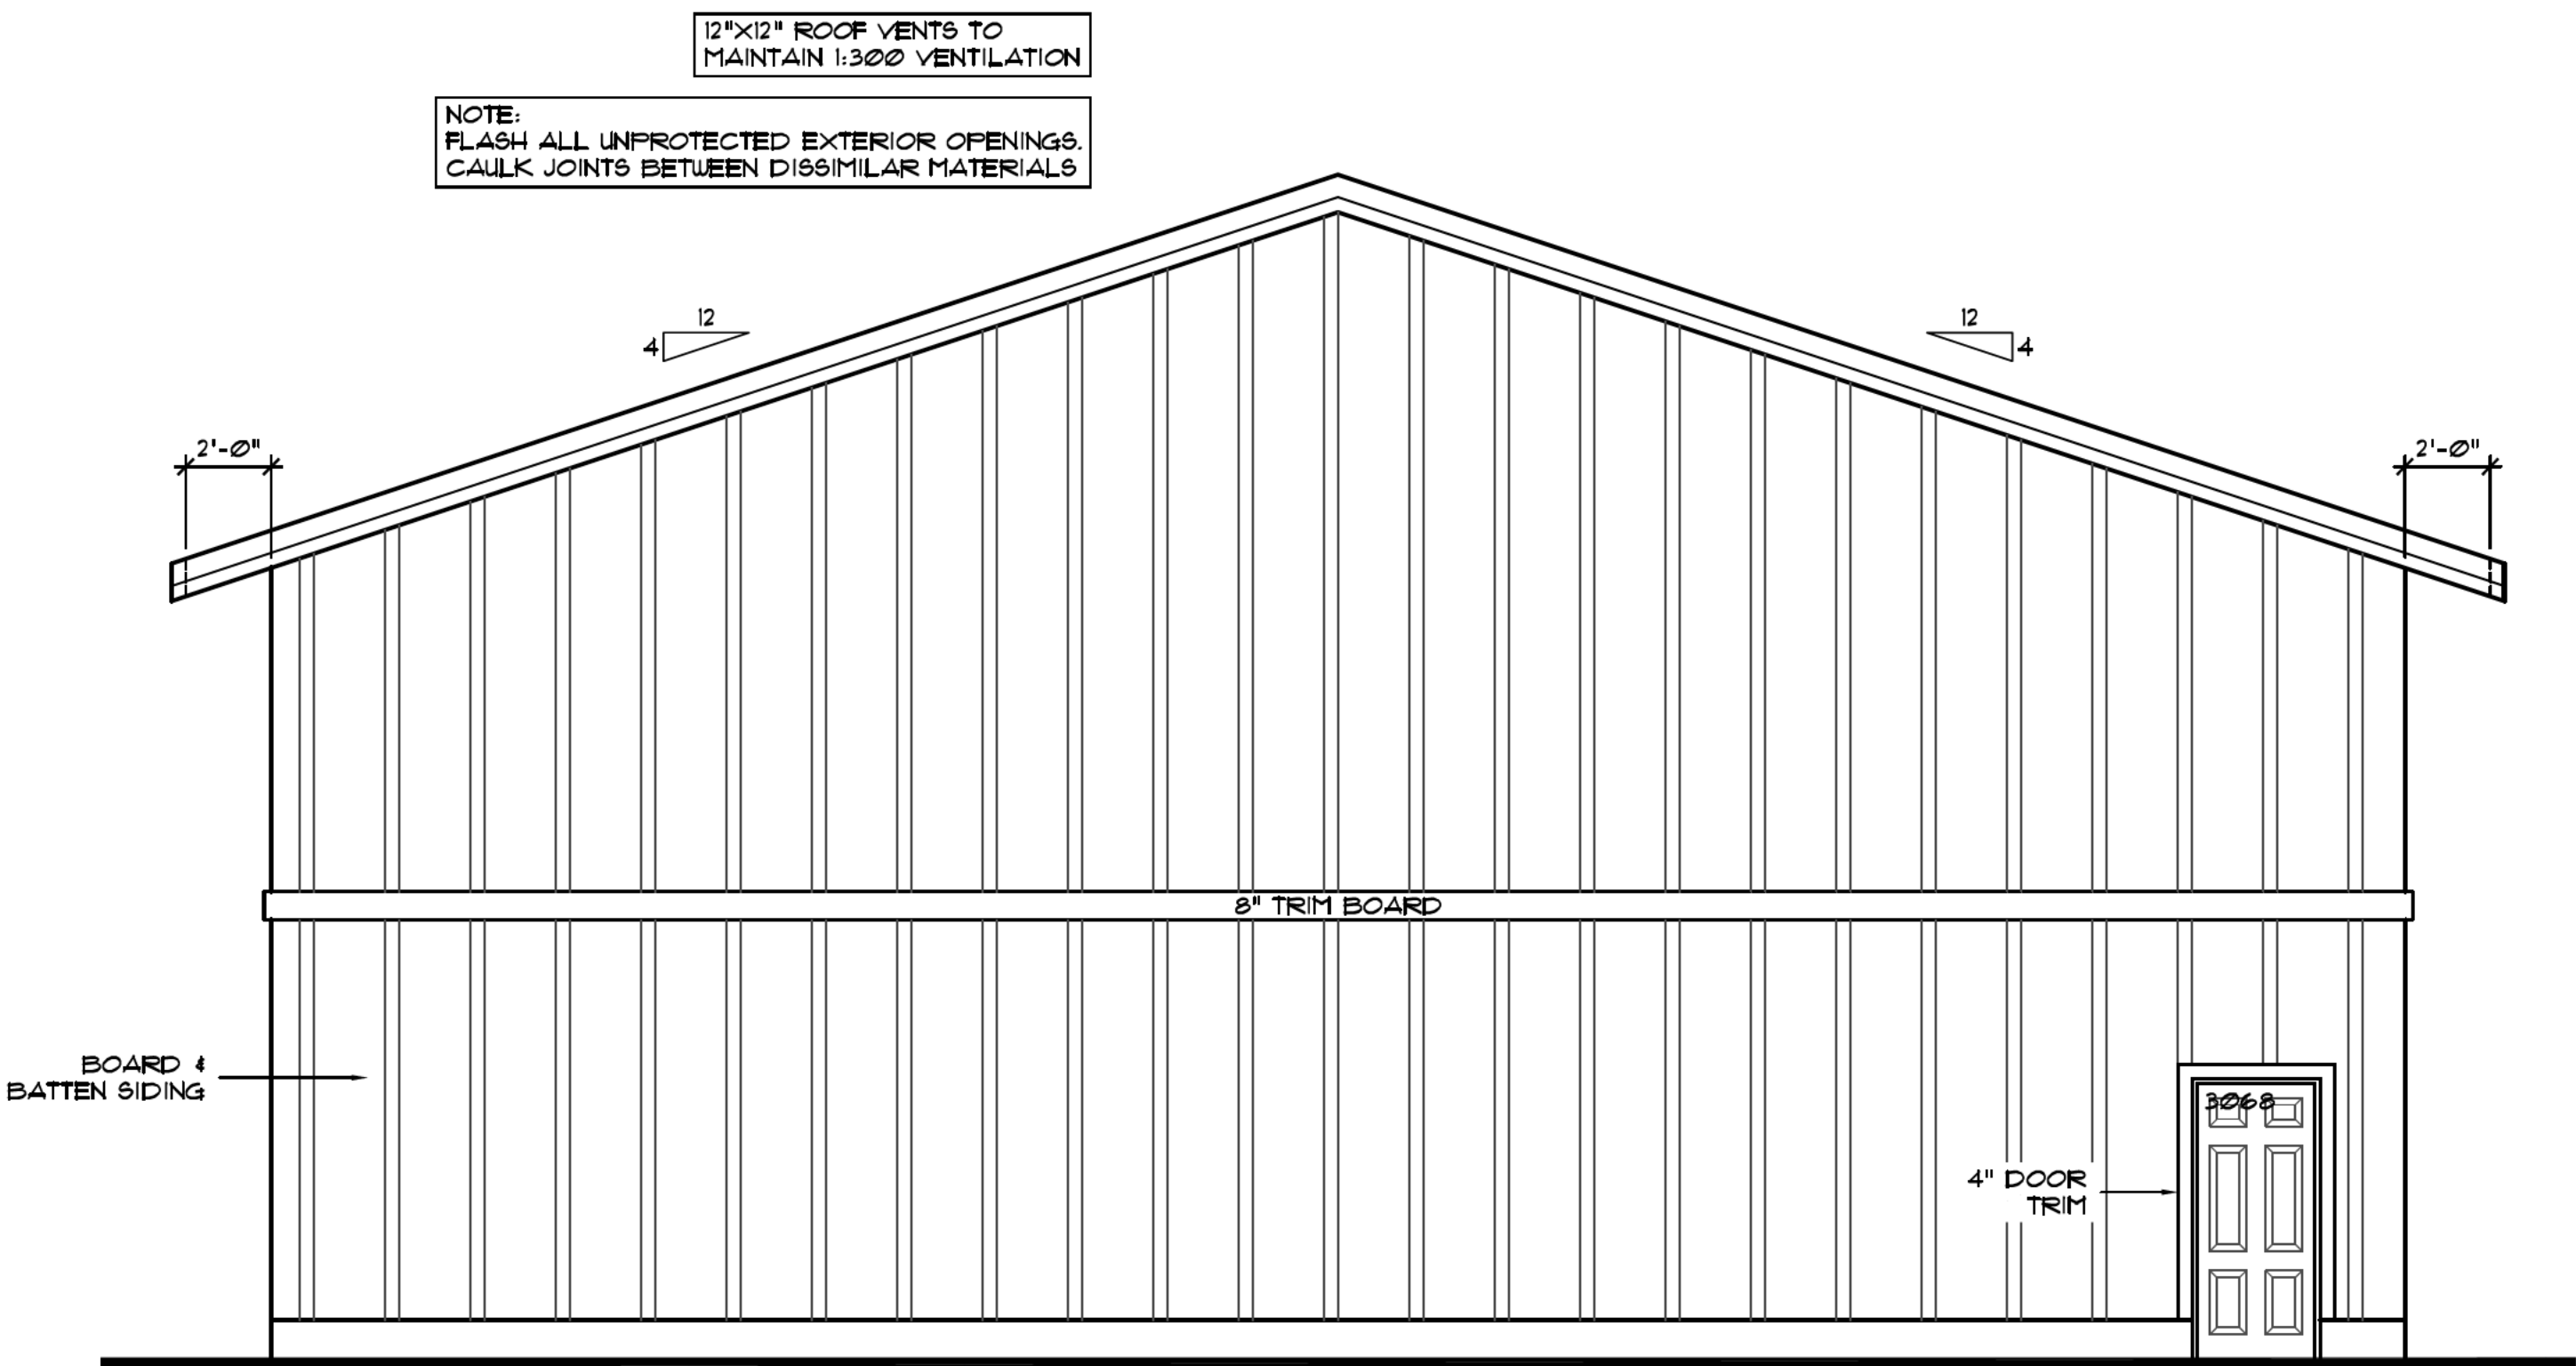 12"X12" ROOF VENTS TO
MAINTAIN 1:300 VENTILATION
NOTE:
FLASH ALL UNPROTECTED EXTERIOR OPENINGS.
CAULK JOINTS BETWEEN DISSIMILAR MATERIALS
12
4
12
4
2'-0"
2'-0"
8" TRIM BOARD
BOARD &
BATTEN SIDING
3068
4" DOOR
TRIM